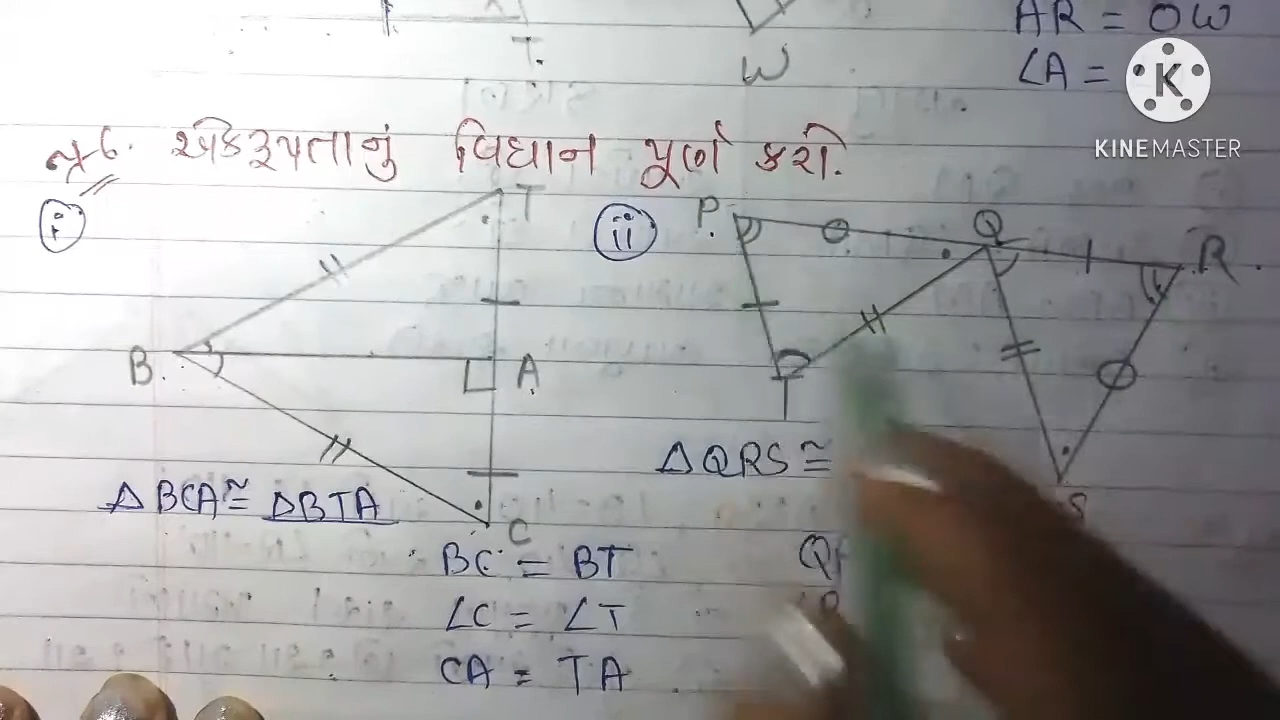 T.
W
AR = OW
∠A =
K
KINEMASTER
પ્ર-6. એકરૂપતાનું વિધાન પૂર્ણ કરો.
i
T
B.
A
C
ΔBCA ≅ ΔBTA
BC = BT
∠C = ∠T
CA = TA
ii
P.
Q
R.
T
S
ΔQRS ≅